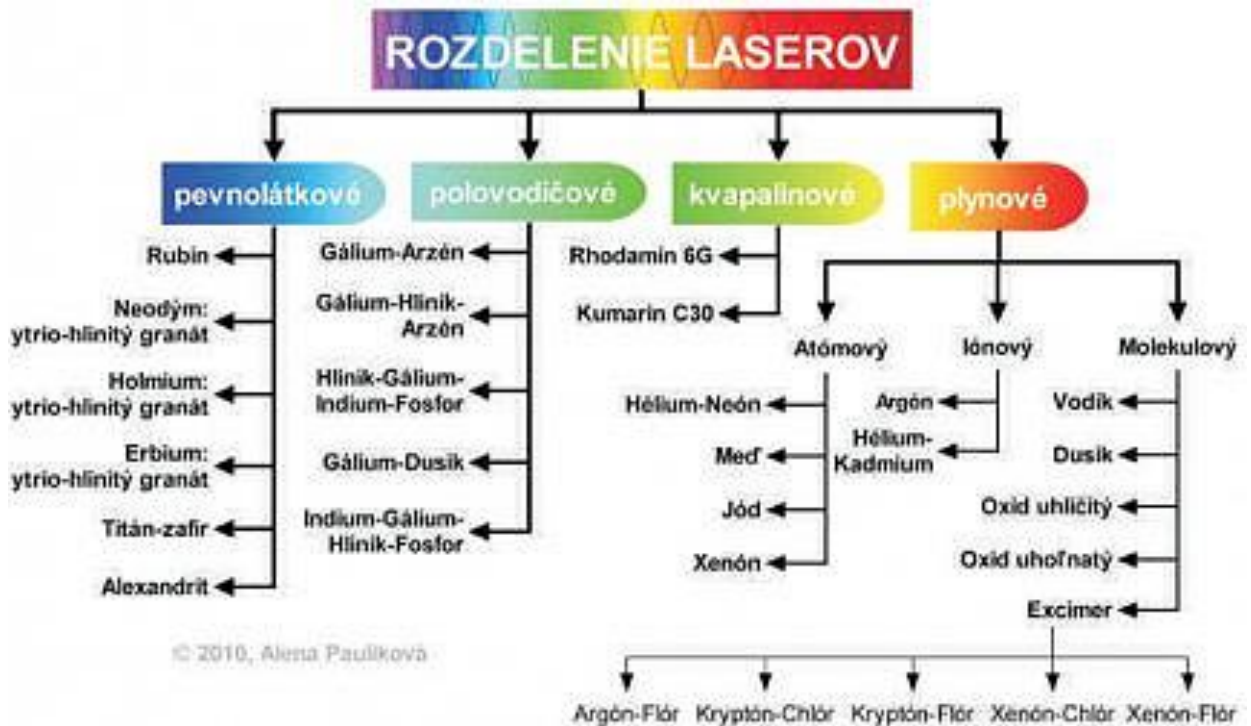 ROZDELENIE LASEROV
pevnolátkové
polovodičové
kvapalinové
plynové
Rubín
Neodým:
ytrio-hlinitý granát
Holmium:
ytrio-hlinitý granát
Erbium:
ytrio-hlinitý granát
Titán-zafír
Alexandrit
Gálium-Arzén
Gálium-Hliník-
Arzén
Hliník-Gálium-
Indium-Fosfor
Gálium-Dusík
Indium-Gálium-
Hliník-Fosfor
Rhodamin 6G
Kumarin C30
Atómový
Iónový
Molekulový
Hélium-Neón
Meď
Jód
Xenón
Argón
Hélium-
Kadmium
Vodík
Dusík
Oxid uhličitý
Oxid uhoľnatý
Excimer
Argón-Flór
Kryptón-Chlór
Kryptón-Flór
Xenón-Chlór
Xenón-Flór
© 2010, Alena Pauliková